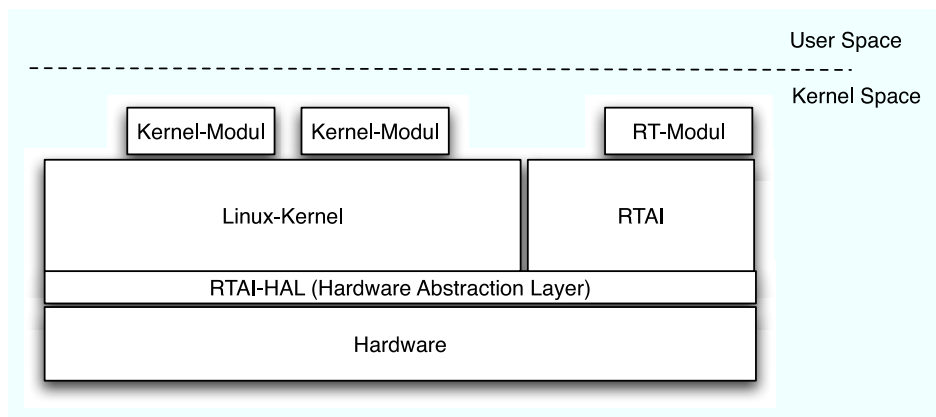 User Space
Kernel Space
Kernel-Modul
Kernel-Modul
RT-Modul
Linux-Kernel
RTAI
RTAI-HAL (Hardware Abstraction Layer)
Hardware